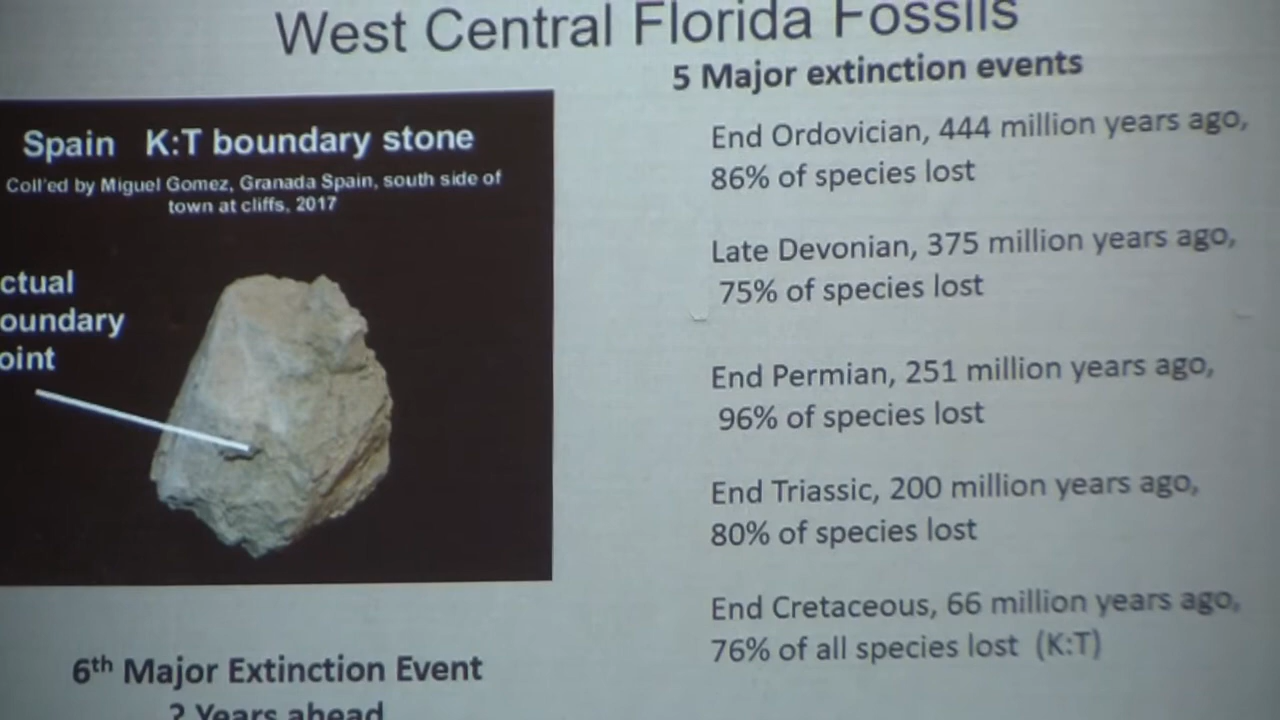 West Central Florida Fossils
5 Major extinction events
Spain K:T boundary stone
Coll'ed by Miguel Gomez, Granada Spain, south side of
town at cliffs, 2017
ctual
oundary
oint
6th Major Extinction Event
? Years ahead
End Ordovician, 444 million years ago,
86% of species lost
Late Devonian, 375 million years ago,
75% of species lost
End Permian, 251 million years ago,
96% of species lost
End Triassic, 200 million years ago,
80% of species lost
End Cretaceous, 66 million years ago,
76% of all species lost (K:T)